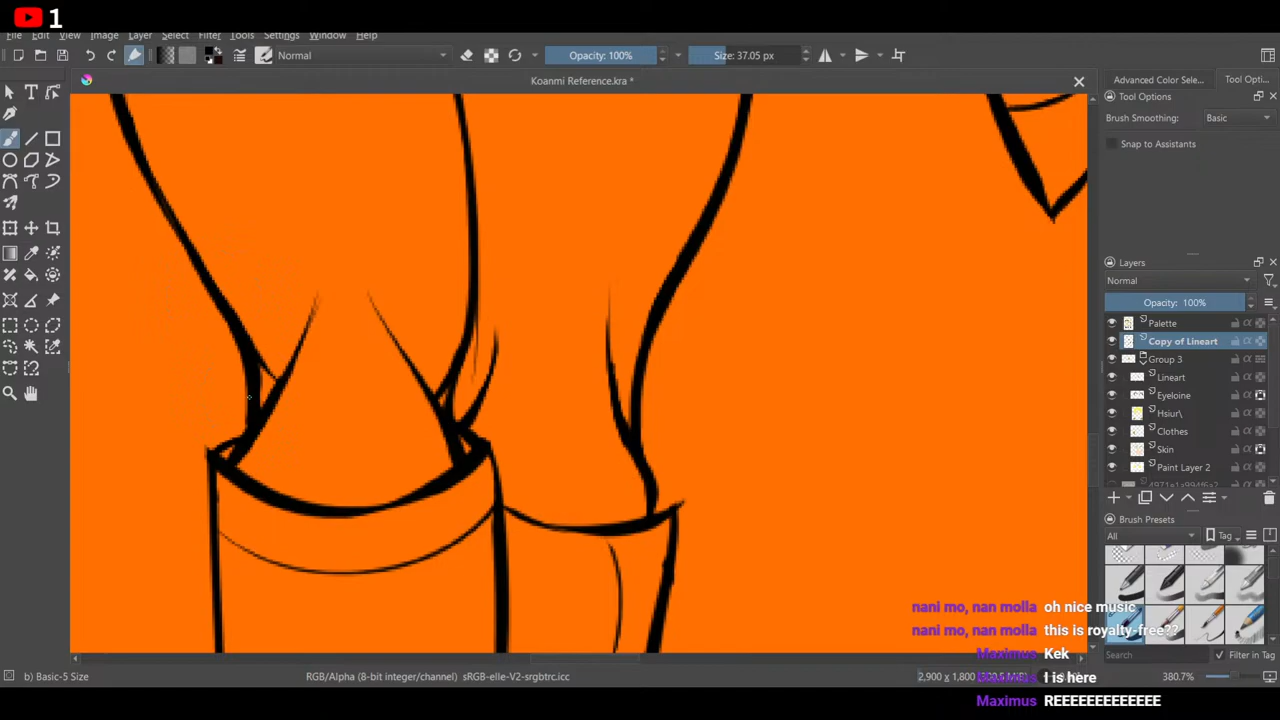 1
File Edit View Image Layer Select Filter Tools Settings Window Help
Normal
Opacity: 100%
Size: 37.05 px
Koanmi Reference.kra *
Advanced Color Sele...
Tool Opti...
Tool Options
Brush Smoothing: Basic
Snap to Assistants
Layers
Normal
Opacity: 100%
Palette
Copy of Lineart
Group 3
Lineart
Eyeloine
Hsiur\
Clothes
Skin
Paint Layer 2
Brush Presets
All
Tag
nani mo, nan molla oh nice music
nani mo, nan molla this is royalty-free??
Maximus Kek
Maximus I is here
Maximus REEEEEEEEEEEEE
Search
Filter in Tag
b) Basic-5 Size
RGB/Alpha (8-bit integer/channel) sRGB-elle-V2-srgbtrc.icc
2,900 x 1,800
380.7%